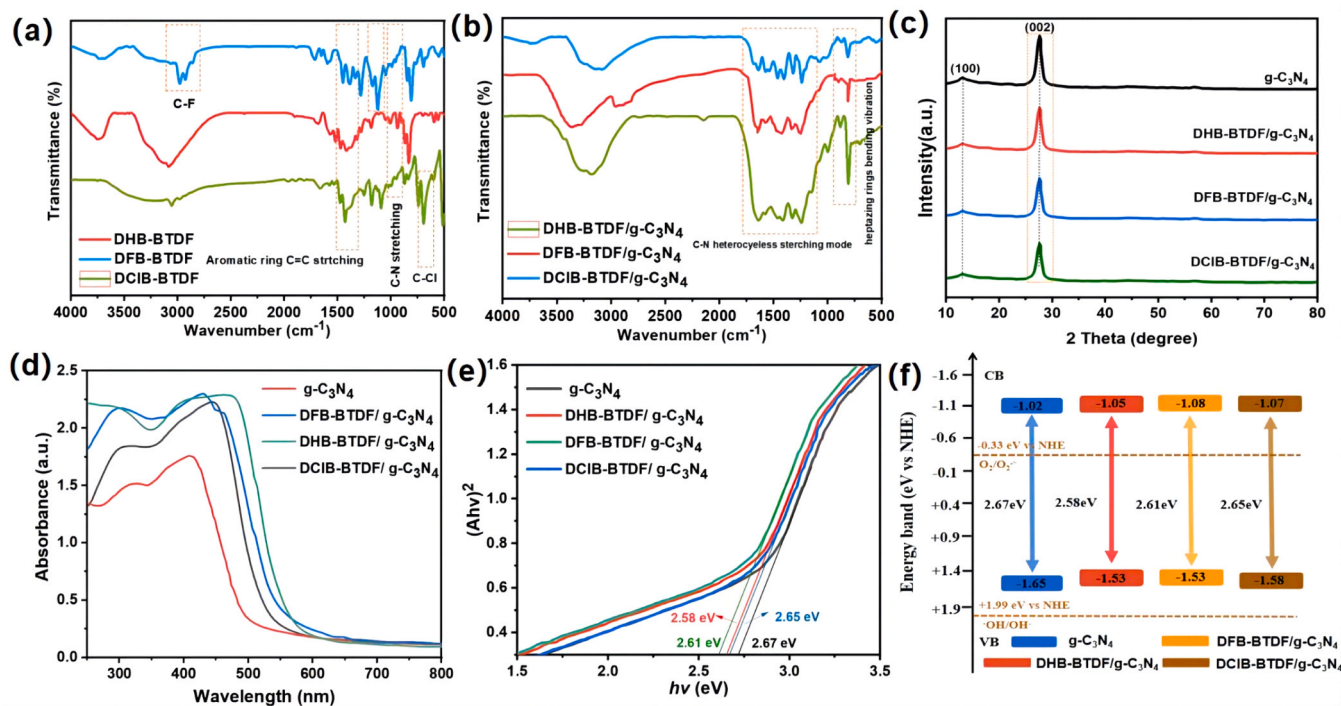 (a)
Transmittance (%)
C-F
C-N stretching
C-Cl
DHB-BTDF
DFB-BTDF
Aromatic ring C=C strtching
DCIB-BTDF
4000 3500 3000 2500 2000 1500 1000 500
Wavenumber (cm-1)
(b)
Transmittance (%)
heptazing rings bending vibration
DHB-BTDF/g-C3N4
C-N heterocyeless sterching mode
DFB-BTDF/g-C3N4
DCIB-BTDF/g-C3N4
4000 3500 3000 2500 2000 1500 1000 500
Wavenumber (cm-1)
(c)
Intensity(a.u.)
(002)
(100)
g-C3N4
DHB-BTDF/g-C3N4
DFB-BTDF/g-C3N4
DCIB-BTDF/g-C3N4
10 20 30 40 50 60 70 80
2 Theta (degree)
(d)
Absorbance (a.u.)
2.5
2.0
1.5
1.0
0.5
0.0
g-C3N4
DFB-BTDF/ g-C3N4
DHB-BTDF/ g-C3N4
DCIB-BTDF/ g-C3N4
300 400 500 600 700 800
Wavelength (nm)
(e)
(Ahv)2
1.6
1.4
1.2
1.0
0.8
0.6
0.4
g-C3N4
DHB-BTDF/ g-C3N4
DFB-BTDF/ g-C3N4
DCIB-BTDF/ g-C3N4
2.58 eV
2.65 eV
2.61 eV
2.67 eV
1.5 2.0 2.5 3.0 3.5
hv (eV)
(f)
Energy band (eV vs NHE)
-1.6
-1.1
-0.6
-0.1
+0.4
+0.9
+1.4
+1.9
CB
-1.02 -1.05 -1.08 -1.07
-0.33 eV vs NHE
O2/O2·-
2.67eV 2.58eV 2.61eV 2.65eV
-1.65 -1.53 -1.53 -1.58
+1.99 eV vs NHE
·OH/OH-
VB
g-C3N4
DFB-BTDF/g-C3N4
DHB-BTDF/g-C3N4
DCIB-BTDF/g-C3N4